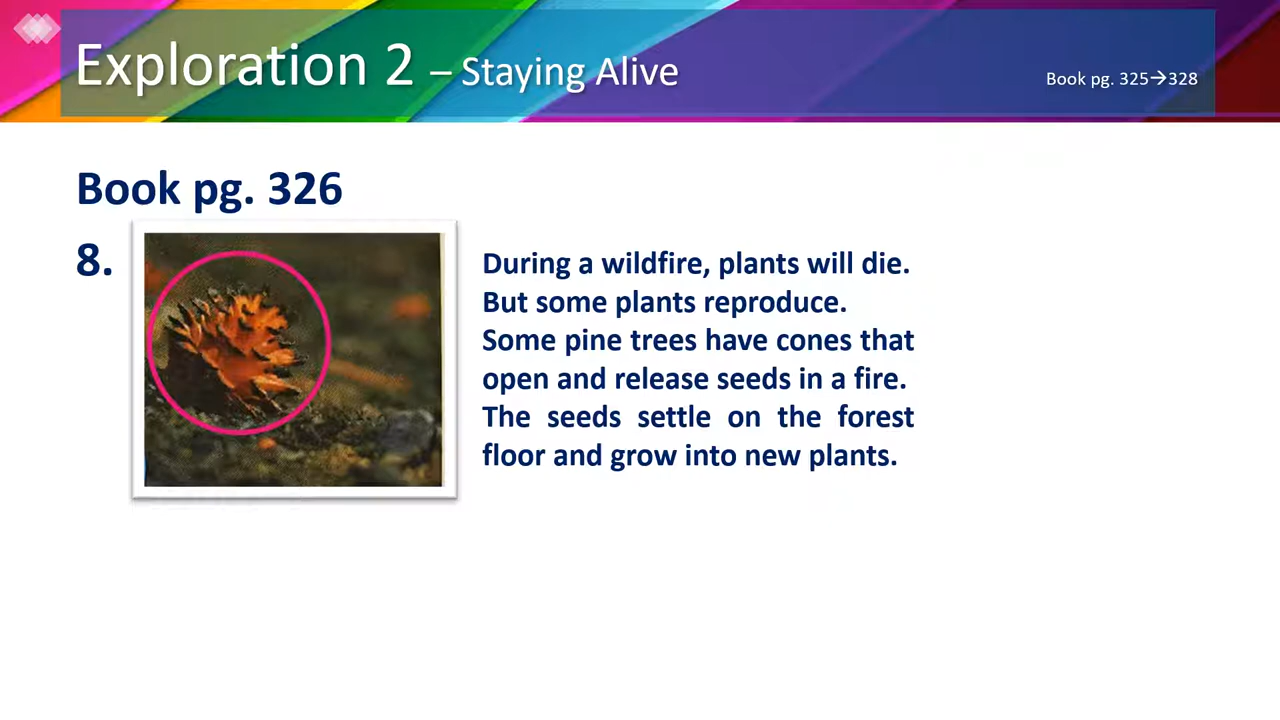 Exploration 2 – Staying Alive
Book pg. 325→328
Book pg. 326
8.
During a wildfire, plants will die.
But some plants reproduce.
Some pine trees have cones that
open and release seeds in a fire.
The seeds settle on the forest
floor and grow into new plants.